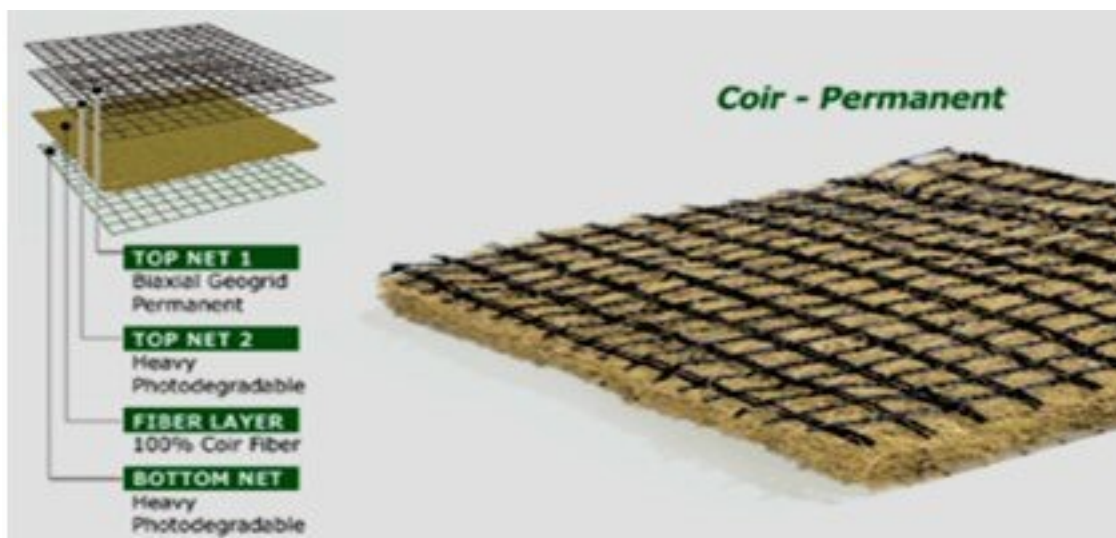 Coir - Permanent
TOP NET 1
Biaxial Geogrid
Permanent
TOP NET 2
Heavy
Photodegradable
FIBER LAYER
100% Coir Fiber
BOTTOM NET
Heavy
Photodegradable